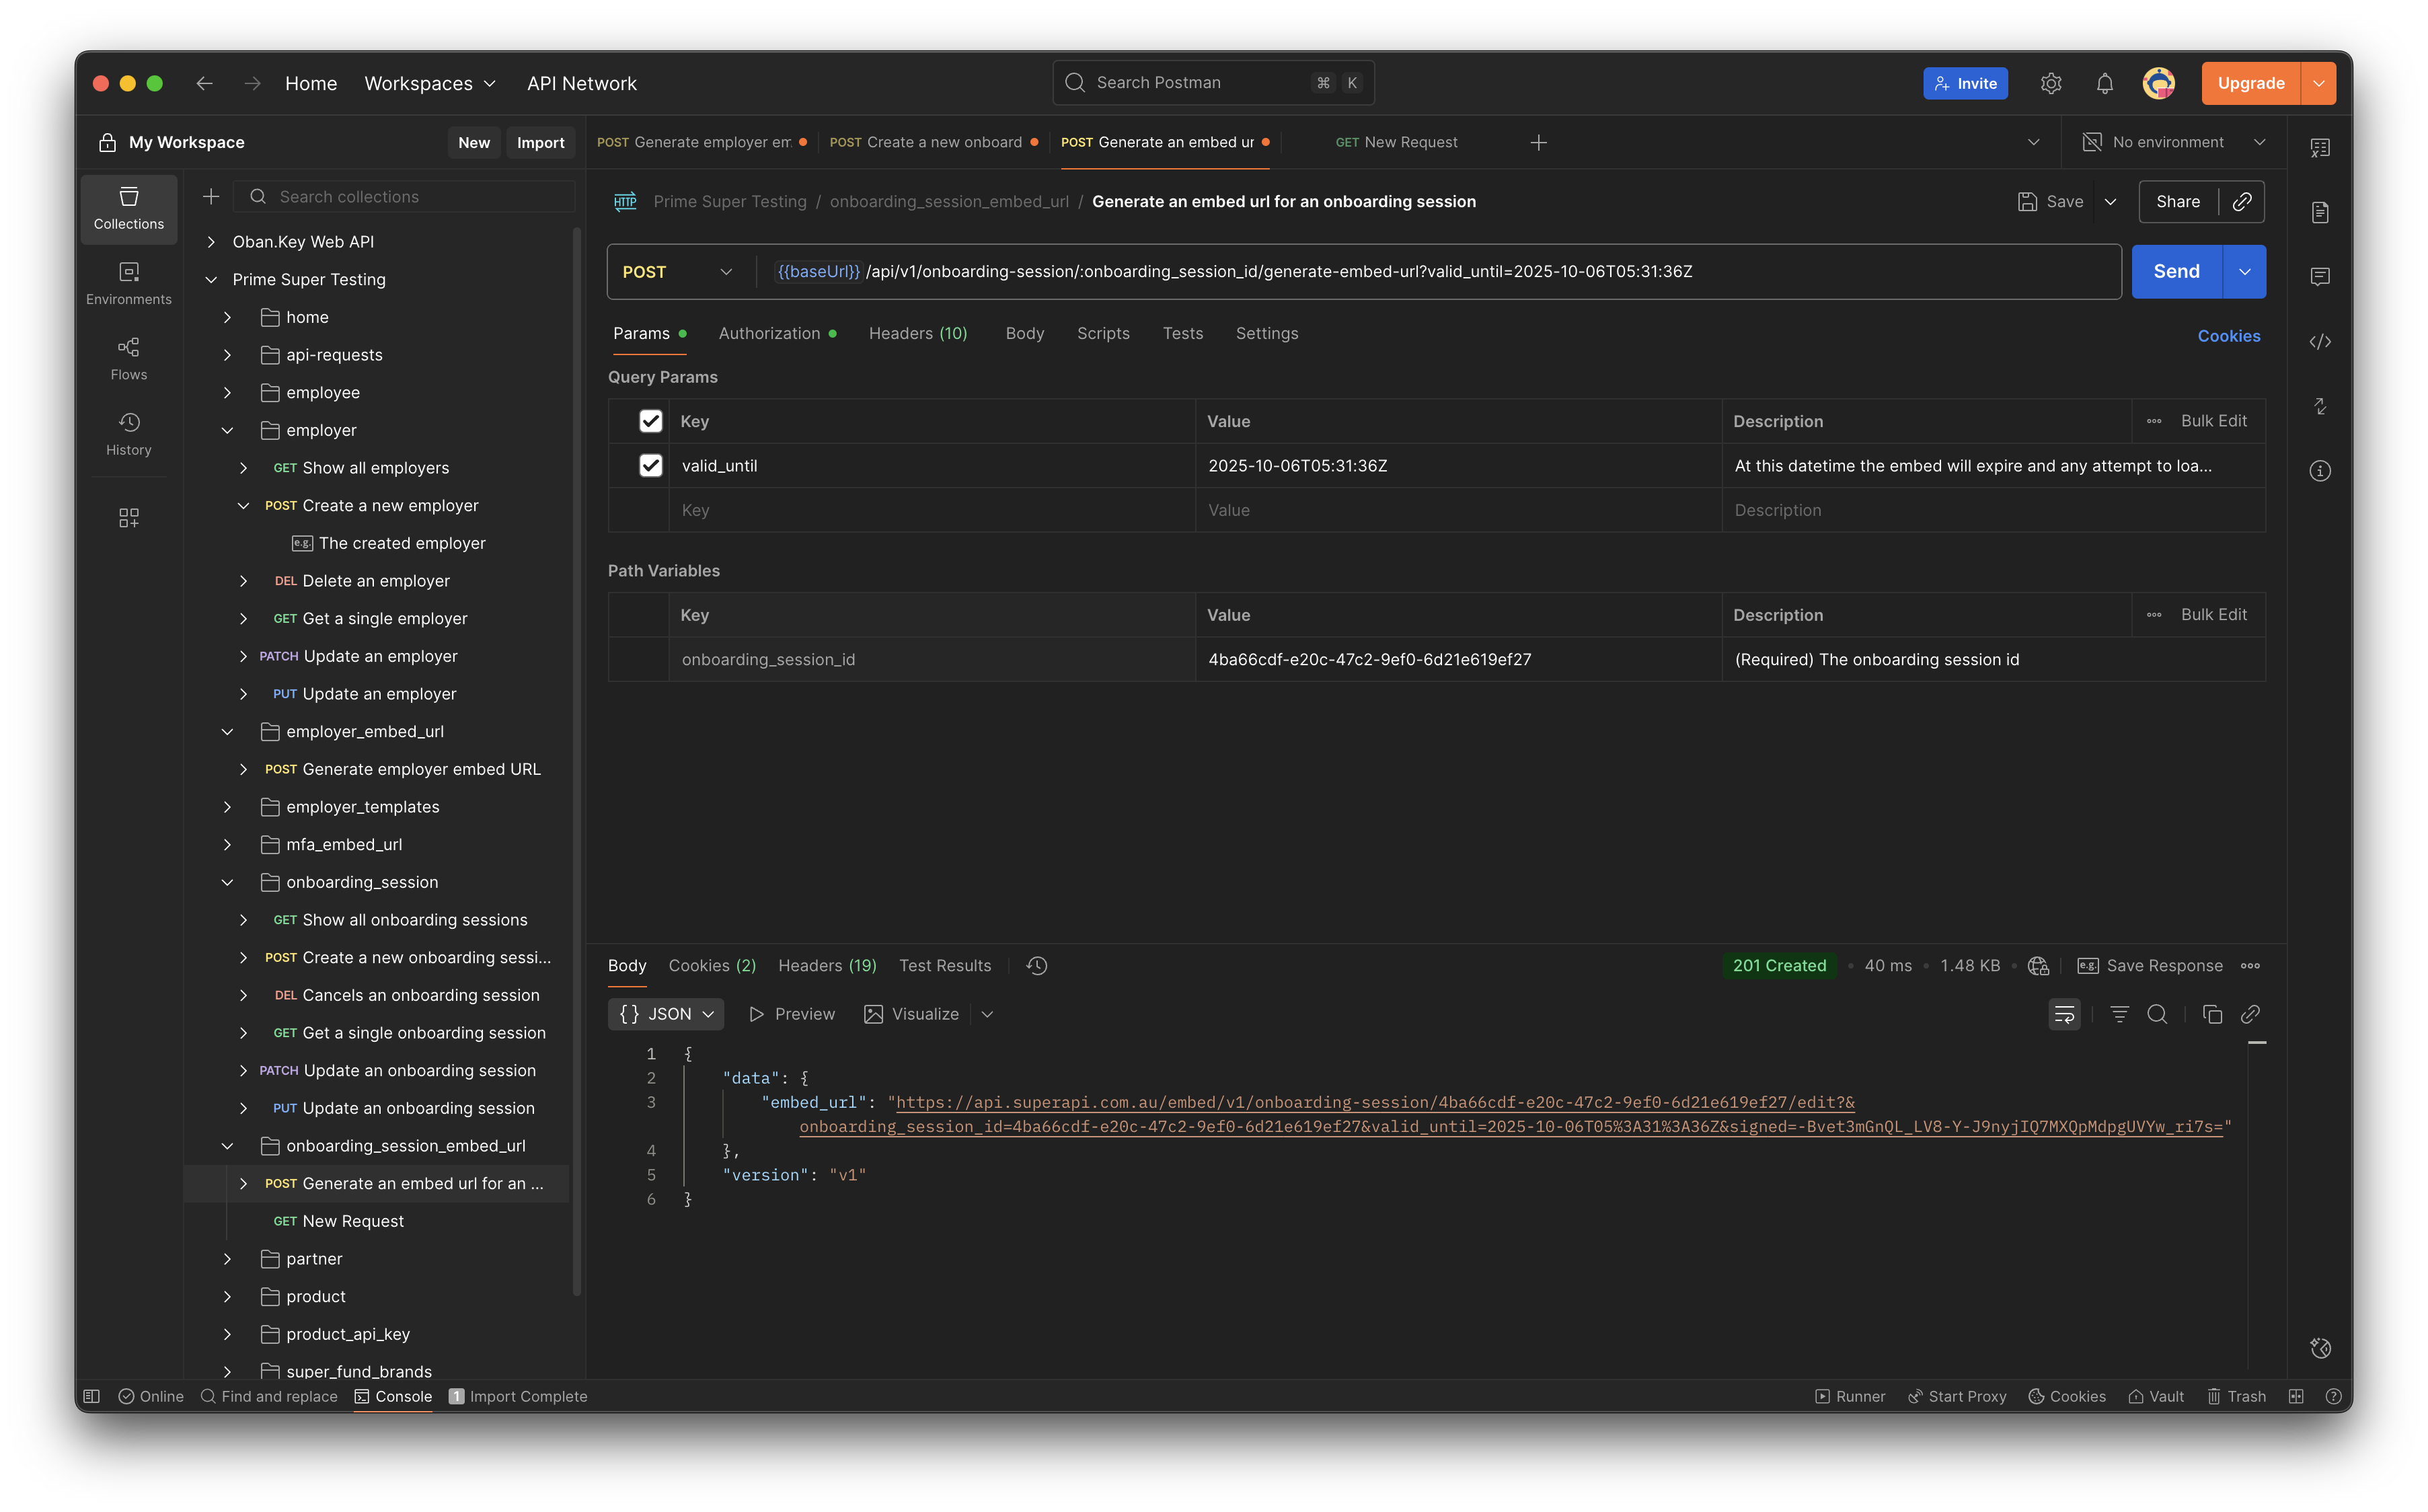 Home
Workspaces
API Network
Search Postman
⌘ K
Invite
Upgrade
My Workspace
New
Import
POST Generate employer em
POST Create a new onboard
POST Generate an embed ur
GET New Request
No environment
Collections
Environments
Flows
History
Search collections
Oban.Key Web API
Prime Super Testing
home
api-requests
employee
employer
GET Show all employers
POST Create a new employer
e.g. The created employer
DEL Delete an employer
GET Get a single employer
PATCH Update an employer
PUT Update an employer
employer_embed_url
POST Generate employer embed URL
employer_templates
mfa_embed_url
onboarding_session
GET Show all onboarding sessions
POST Create a new onboarding sessi...
DEL Cancels an onboarding session
GET Get a single onboarding session
PATCH Update an onboarding session
PUT Update an onboarding session
onboarding_session_embed_url
POST Generate an embed url for an ...
GET New Request
partner
product
product_api_key
super_fund_brands
HTTP Prime Super Testing / onboarding_session_embed_url / Generate an embed url for an onboarding session
Save
Share
POST
{{baseUrl}} /api/v1/onboarding-session/:onboarding_session_id/generate-embed-url?valid_until=2025-10-06T05:31:36Z
Send
Params
Authorization
Headers (10)
Body
Scripts
Tests
Settings
Cookies
Query Params
Key Value Description Bulk Edit
valid_until 2025-10-06T05:31:36Z At this datetime the embed will expire and any attempt to loa...
Key Value Description
Path Variables
Key Value Description Bulk Edit
onboarding_session_id 4ba66cdf-e20c-47c2-9ef0-6d21e619ef27 (Required) The onboarding session id
Body
Cookies (2)
Headers (19)
Test Results
201 Created
40 ms
1.48 KB
e.g. Save Response
{} JSON
Preview
Visualize
1 {
2 "data": {
3 "embed_url": "https://api.superapi.com.au/embed/v1/onboarding-session/4ba66cdf-e20c-47c2-9ef0-6d21e619ef27/edit?&
onboarding_session_id=4ba66cdf-e20c-47c2-9ef0-6d21e619ef27&valid_until=2025-10-06T05%3A31%3A36Z&signed=-Bvet3mGnQL_LV8-Y-J9nyjIQ7MXQpMdpgUVYw_ri7s="
4 },
5 "version": "v1"
6 }
Online
Find and replace
Console
1 Import Complete
Runner
Start Proxy
Cookies
Vault
Trash